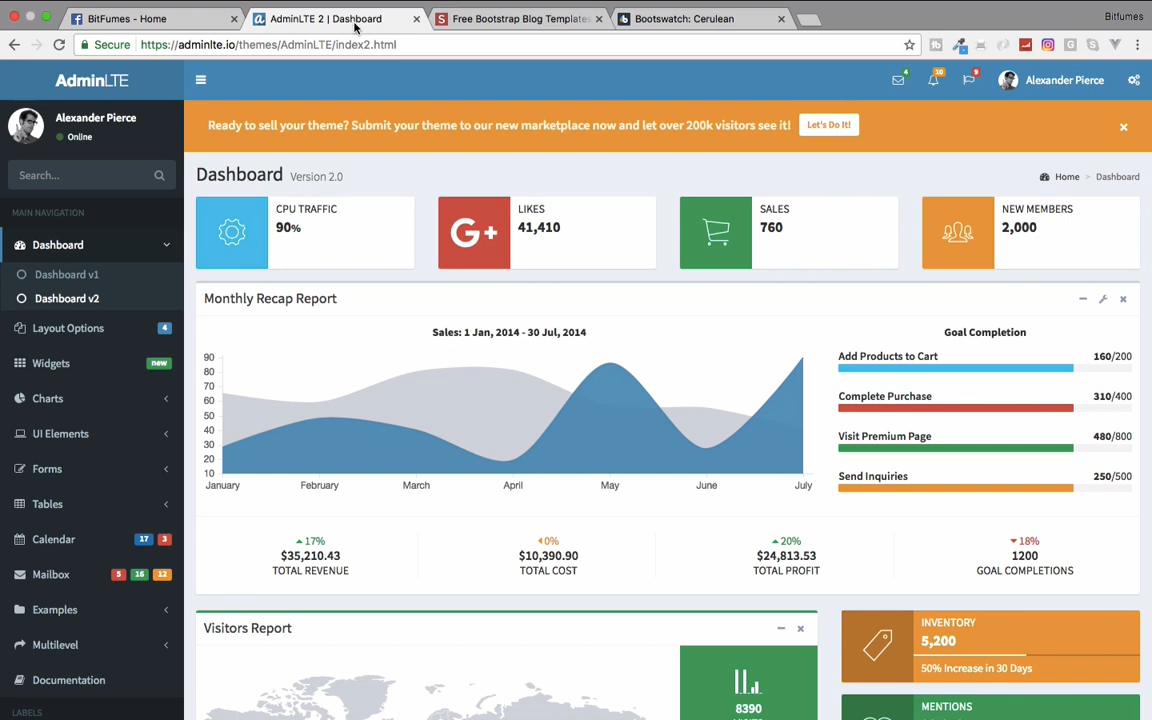 BitFumes - Home
AdminLTE 2 | Dashboard
Free Bootstrap Blog Templates
Bootswatch: Cerulean
Bitfumes
Secure
https://adminlte.io/themes/AdminLTE/index2.html
AdminLTE
4
10
9
Alexander Pierce
Alexander Pierce
Online
Ready to sell your theme? Submit your theme to our new marketplace now and let over 200k visitors see it!
Let's Do It!
Search...
Dashboard Version 2.0
Home > Dashboard
MAIN NAVIGATION
Dashboard
Dashboard v1
Dashboard v2
Layout Options 4
Widgets new
Charts
UI Elements
Forms
Tables
Calendar 17 3
Mailbox 5 16 12
Examples
Multilevel
Documentation
LABELS
CPU TRAFFIC
90%
G+
LIKES
41,410
SALES
760
NEW MEMBERS
2,000
Monthly Recap Report
Sales: 1 Jan, 2014 - 30 Jul, 2014
90
80
70
60
50
40
30
20
10
January
February
March
April
May
June
July
Goal Completion
Add Products to Cart 160/200
Complete Purchase 310/400
Visit Premium Page 480/800
Send Inquiries 250/500
17%
$35,210.43
TOTAL REVENUE
0%
$10,390.90
TOTAL COST
20%
$24,813.53
TOTAL PROFIT
18%
1200
GOAL COMPLETIONS
Visitors Report
8390
INVENTORY
5,200
50% Increase in 30 Days
MENTIONS